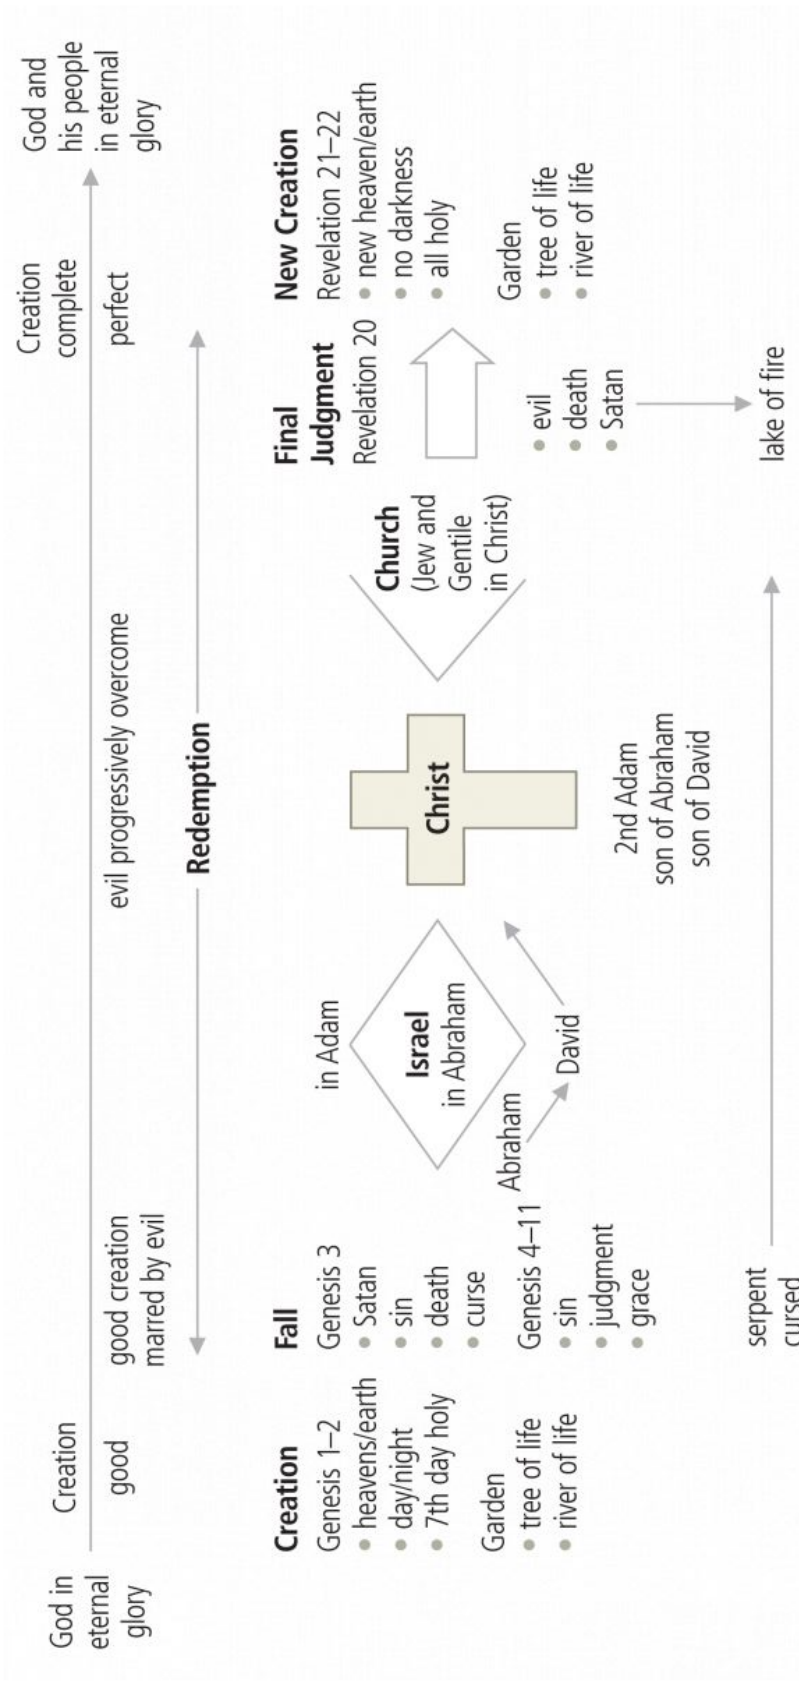 God in
eternal
glory
Creation
good
good creation
marred by evil
evil progressively overcome
Creation
complete
perfect
God and
his people
in eternal
glory
Redemption
Creation
Genesis 1–2
• heavens/earth
• day/night
• 7th day holy
Garden
• tree of life
• river of life
Fall
Genesis 3
• Satan
• sin
• death
• curse
Genesis 4–11
• sin
• judgment
• grace
in Adam
Israel
in Abraham
Abraham
David
Christ
2nd Adam
son of Abraham
son of David
Church
(Jew and
Gentile
in Christ)
Final
Judgment
Revelation 20
• evil
• death
• Satan
New Creation
Revelation 21–22
• new heaven/earth
• no darkness
• all holy
Garden
• tree of life
• river of life
serpent
cursed
lake of fire